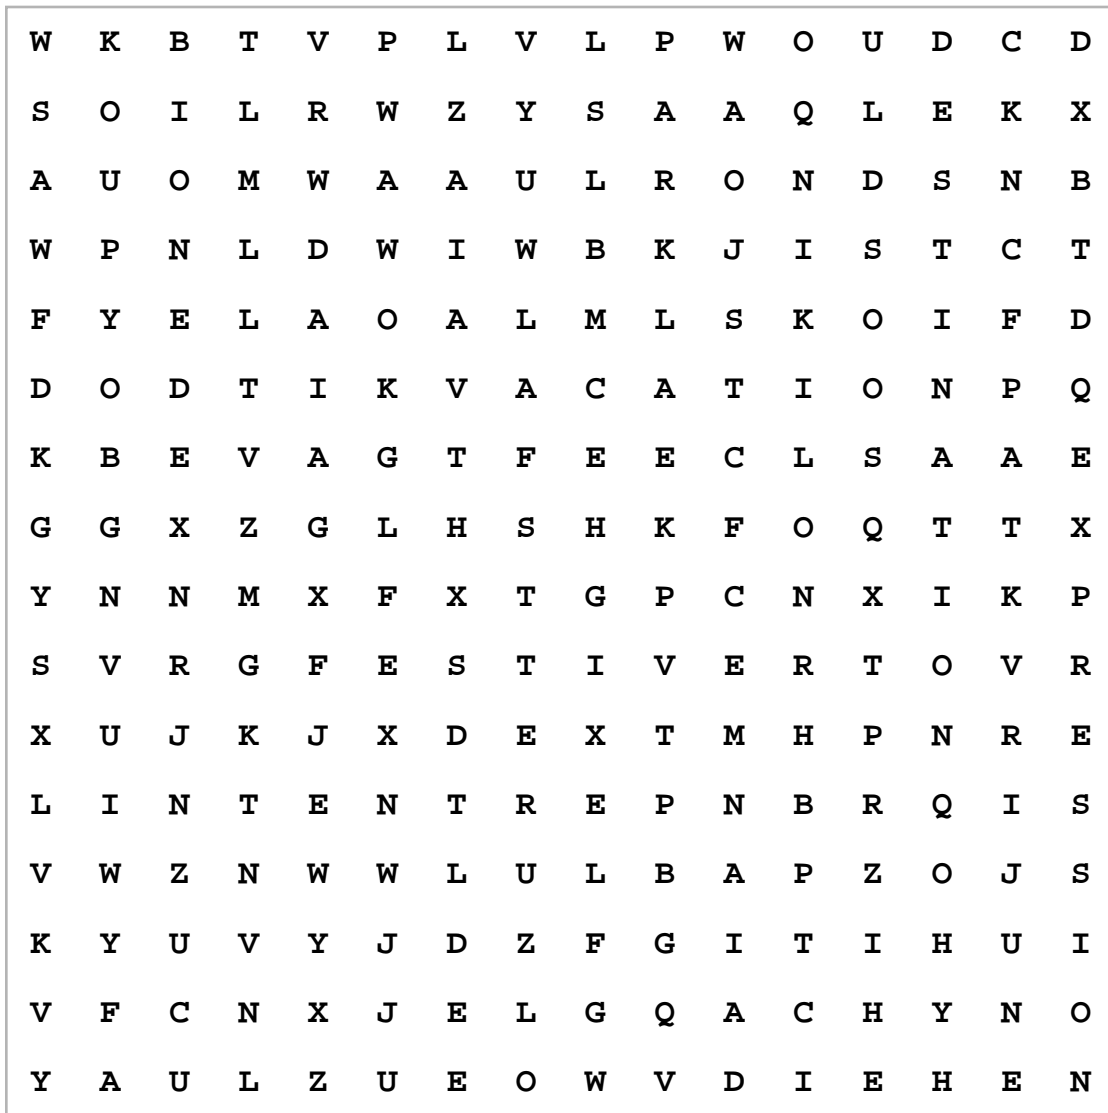 W K B T V P L V L P W O U D C D
S O I L R W Z Y S A A Q L E K X
A U O M W A A U L R O N D S N B
W P N L D W I W B K J I S T C T
F Y E L A O A L M L S K O I F D
D O D T I K V A C A T I O N P Q
K B E V A G T F E E C L S A A E
G G X Z G L H S H K F O Q T T X
Y N N M X F X T G P C N X I K P
S V R G F E S T I V E R T O V R
X U J K J X D E X T M H P N R E
L I N T E N T R E P N B R Q I S
V W Z N W W L U L B A P Z O J S
K Y U V Y J D Z F G I T I H U I
V F C N X J E L G Q A C H Y N O
Y A U L Z U E O W V D I E H E N